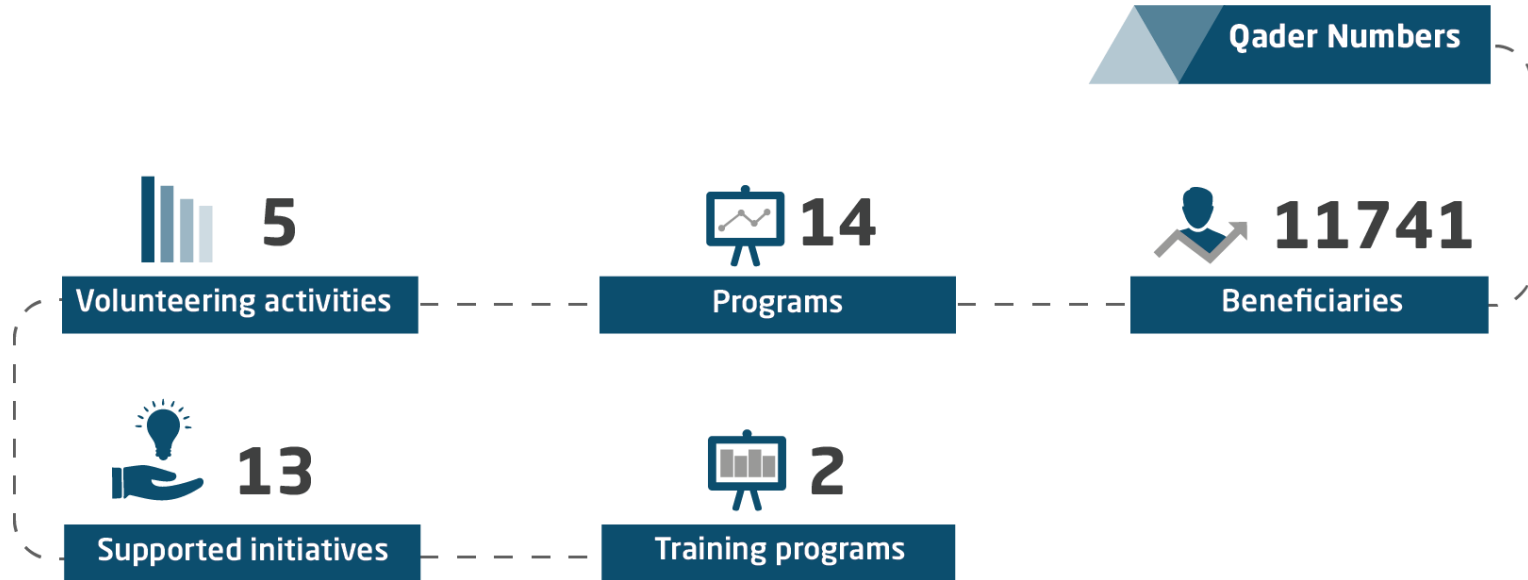 Qader Numbers
5
Volunteering activities
14
Programs
11741
Beneficiaries
13
Supported initiatives
2
Training programs